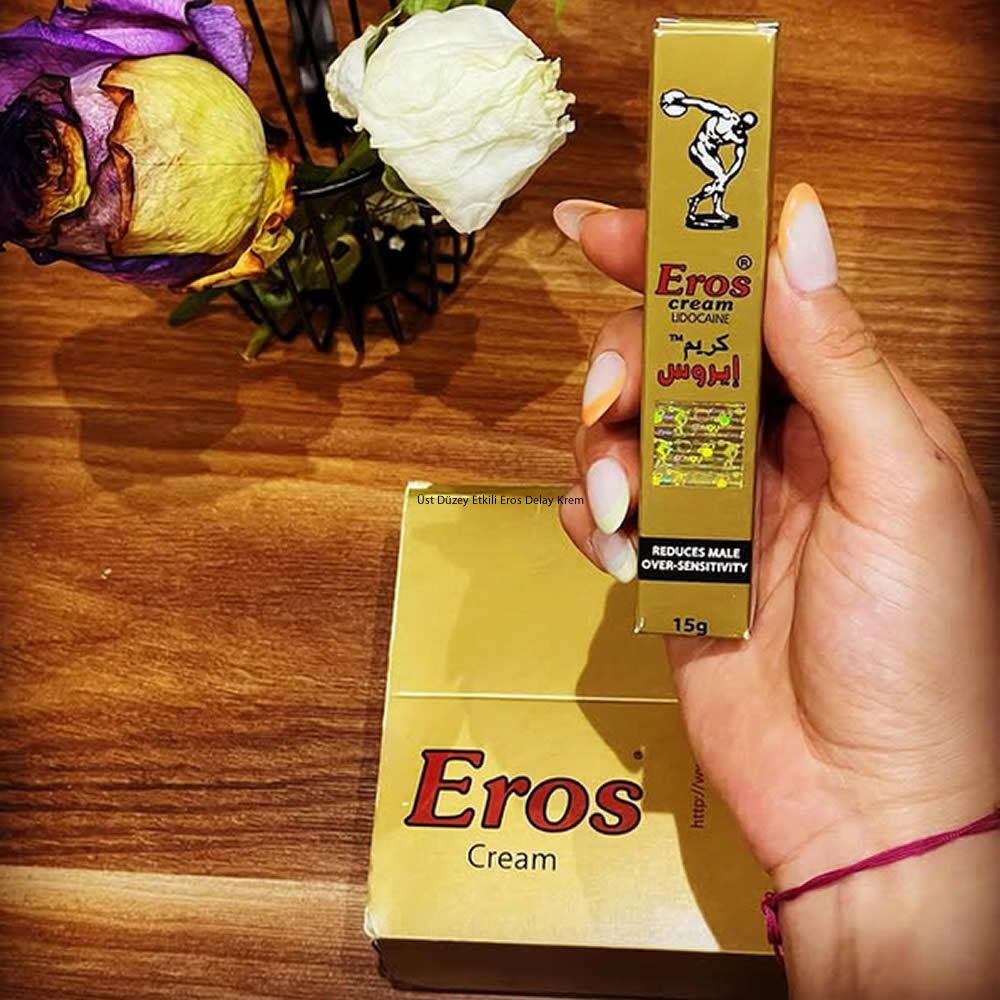 Eros®
cream
LIDOCAINE
كريم™
إيروس
REDUCES MALE
OVER-SENSITIVITY
15g
Üst Düzey Etkili Eros Delay Krem
Eros®
Cream
http://w